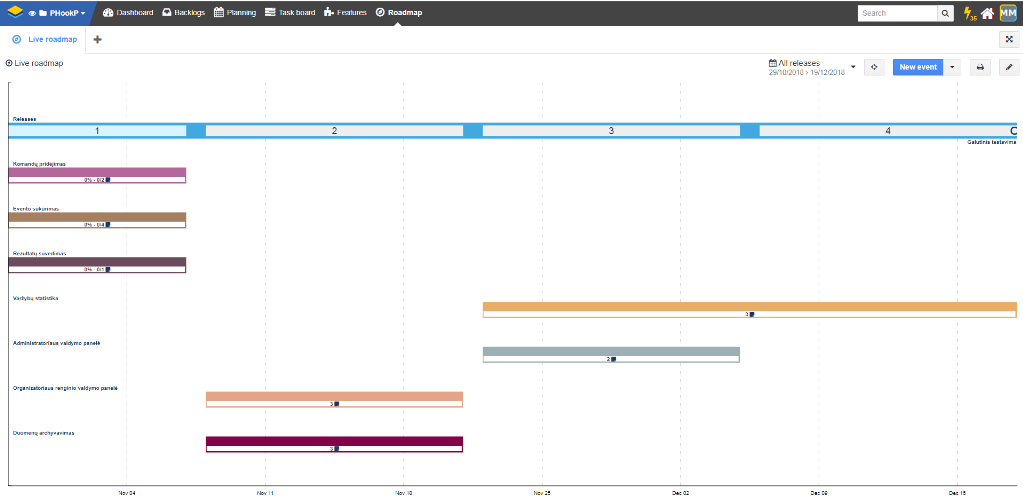 PHookP Dashboard Backlogs Planning Task board Features Roadmap Search 35 MM
Live roadmap
Live roadmap
All releases
29/10/2018 › 19/12/2018
New event
Releases
1 2 3 4
Galutinis testavima
Komandų pridėjimas
0% - 0/2
Evento sukūrimas
0% - 0/4
Rezultatų suvedimas
0% - 0/1
Varžybų statistika
3
Administratoriaus valdymo panelė
2
Organizatoriaus renginio valdymo panelė
3
Duomenų archyvavimas
3
Nov 04 Nov 11 Nov 18 Nov 25 Dec 02 Dec 09 Dec 16